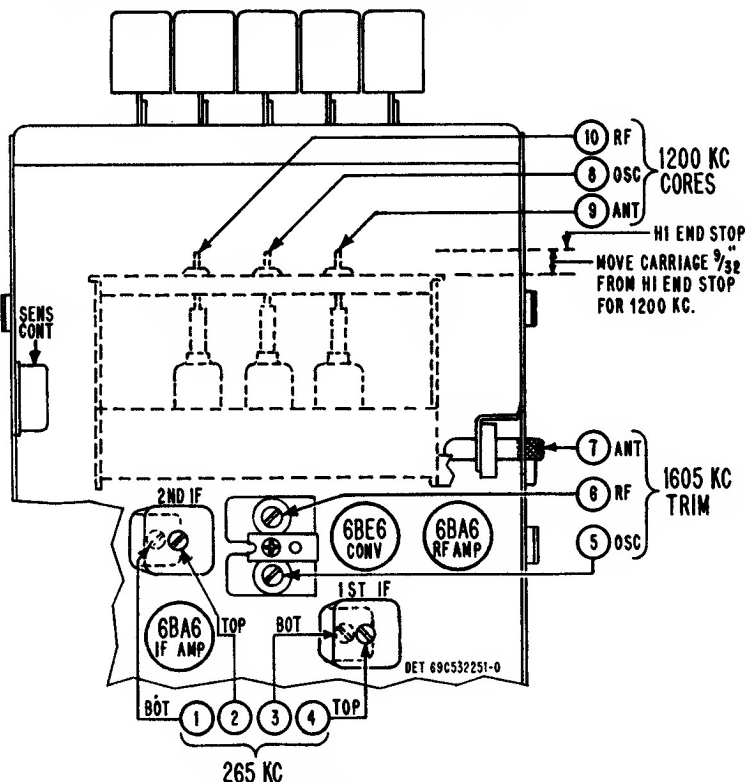 10 RF
8 OSC
9 ANT
1200 KC
CORES
HI END STOP
MOVE CARRIAGE 9/32"
FROM HI END STOP
FOR 1200 KC.
SENS
CONT
7 ANT
6 RF
5 OSC
1605 KC
TRIM
2ND IF
6BE6
CONV
6BA6
RF AMP
1ST IF
6BA6
IF AMP
TOP
BOT
DET 69C532251-0
BOT
1 2 3 4
TOP
265 KC